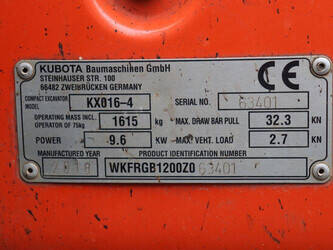 KUBOTA Baumaschinen GmbH
STEINHAUSER STR. 100
66482 ZWEIBRÜCKEN GERMANY
CE
COMPACT EXCAVATOR MODEL KX016-4 SERIAL NO. 63401
OPERATING MASS INCL. OPERATOR OF 75kg 1615 kg MAX. DRAW BAR PULL 32.3 KN
POWER 9.6 KW MAX. VERT. LOAD 2.7 KN
MANUFACTURED YEAR PRODUCT IDENTIFICATION NUMBER
2018 WKFRGB1200Z063401